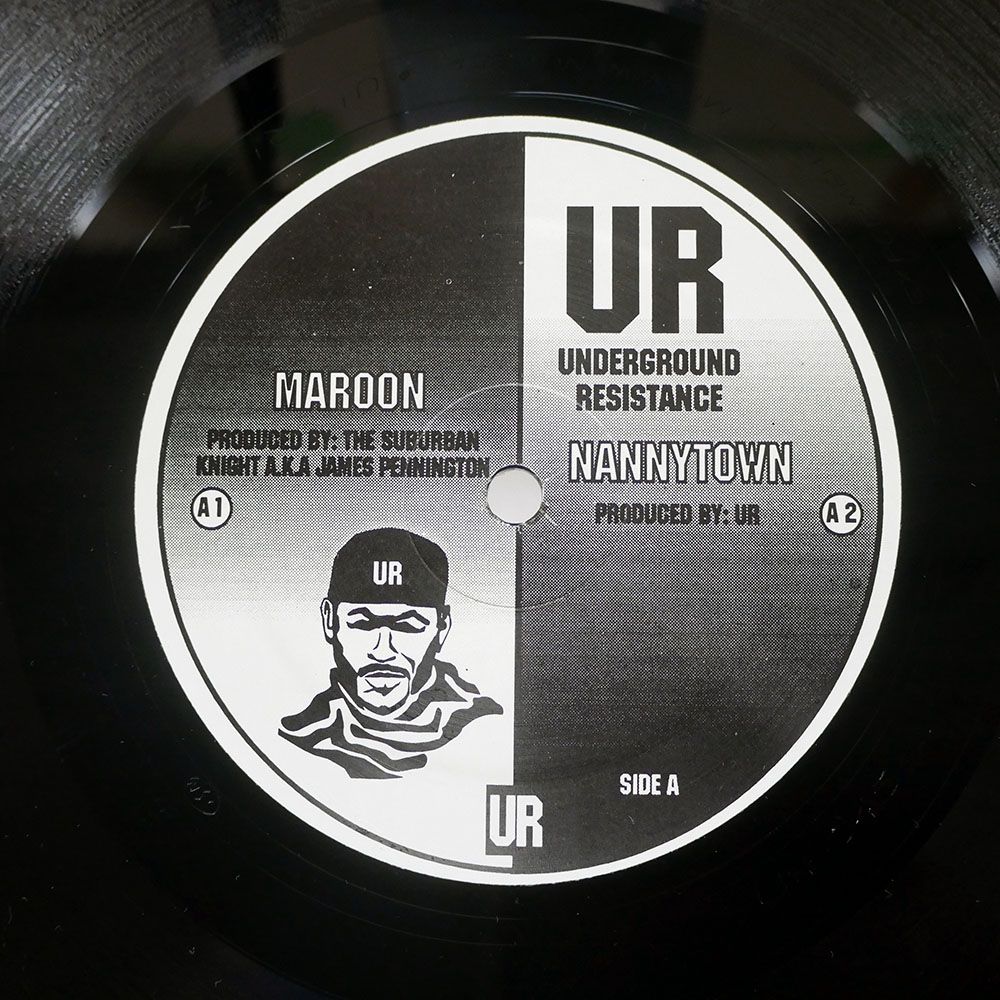 MAROON
PRODUCED BY: THE SUBURBAN
KNIGHT A.K.A JAMES PENNINGTON
A1
UR
UR
UNDERGROUND
RESISTANCE
NANNYTOWN
PRODUCED BY: UR
A2
SIDE A
UR